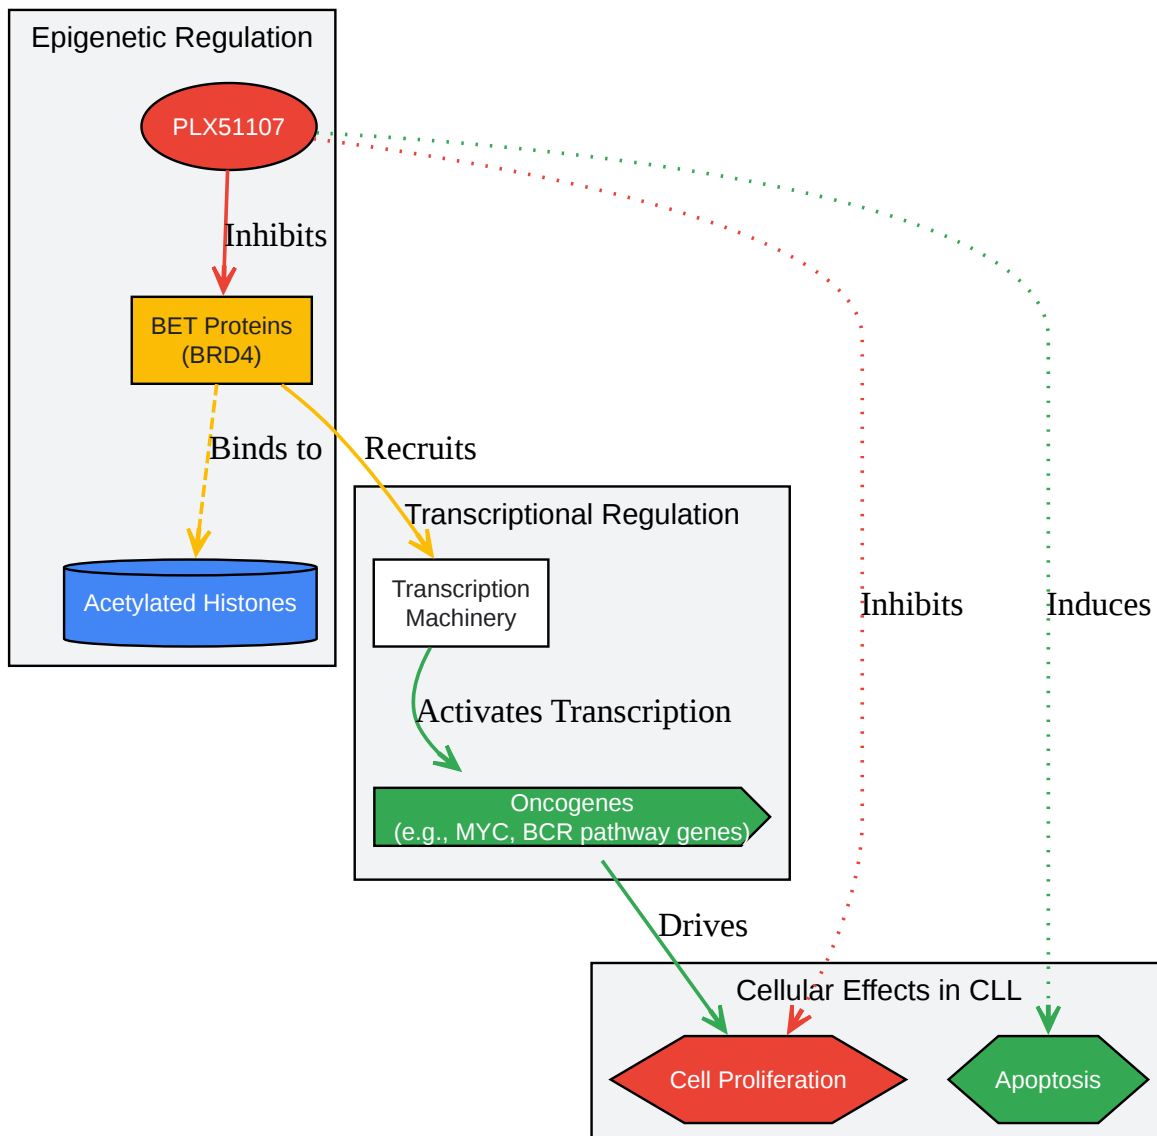 Epigenetic Regulation
PLX51107
Inhibits
BET Proteins
(BRD4)
Binds to
Recruits
Transcriptional Regulation
Acetylated Histones
Transcription
Machinery
Inhibits
Induces
Activates Transcription
Oncogenes
(e.g., MYC, BCR pathway genes)
Drives
Cellular Effects in CLL
Cell Proliferation
Apoptosis